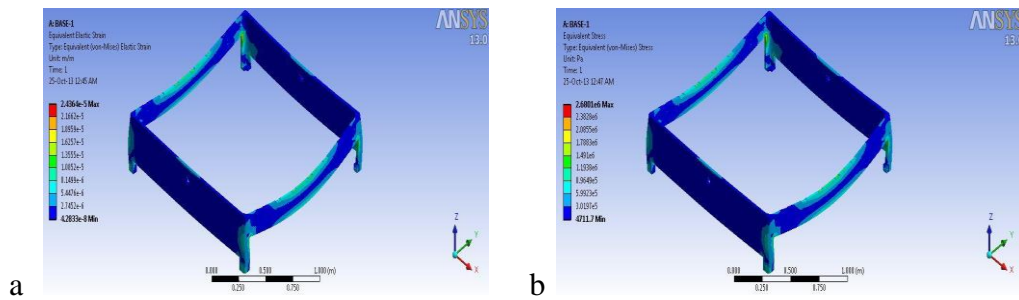 A: BASE-1
Equivalent Elastic Strain
Type: Equivalent (von-Mises) Elastic Strain
Unit: m/m
Time: 1
25-Oct-13 12:45 AM
2.4364e-5 Max
2.1662e-5
1.8959e-5
1.6257e-5
1.3555e-5
1.0852e-5
8.1499e-6
5.4476e-6
2.7452e-6
4.2833e-8 Min
ANSYS
13.0
Z
Y
X
0.000 0.500 1.000 (m)
0.250 0.750
a
A: BASE-1
Equivalent Stress
Type: Equivalent (von-Mises) Stress
Unit: Pa
Time: 1
25-Oct-13 12:47 AM
2.6801e6 Max
2.3828e6
2.0855e6
1.7883e6
1.491e6
1.1938e6
8.9649e5
5.9923e5
3.0197e5
4711.7 Min
ANSYS
Z
Y
X
0.000 0.500 1.000 (m)
0.250 0.750
b